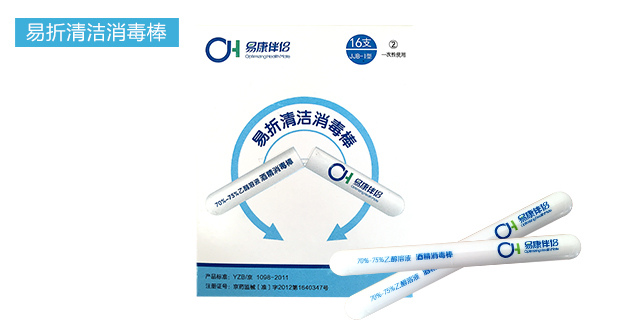 易折清洁消毒棒
易康伴侣
Optimizing Health Mate
16支
JJB-1型
②
一次性使用
易折清洁消毒棒
70%-75%乙醇溶液 酒精消毒棒
易康伴侣
产品标准: YZB/京 1098-2011
注册证号: 京药监械(准)字2012第1640347号
易康伴侣
70%-75%乙醇溶液 酒精消毒棒
易康伴侣
70%-75%乙醇溶液 酒精消毒棒